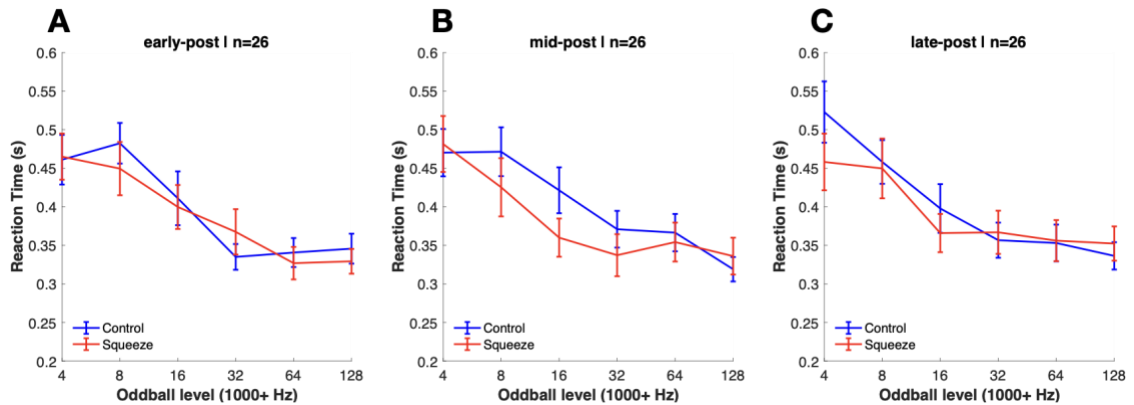 A
early-post | n=26
0.6
0.55
0.5
0.45
0.4
0.35
0.3
0.25
0.2
Reaction Time (s)
Control
Squeeze
4 8 16 32 64 128
Oddball level (1000+ Hz)
B
mid-post | n=26
0.6
0.55
0.5
0.45
0.4
0.35
0.3
0.25
0.2
Reaction Time (s)
Control
Squeeze
4 8 16 32 64 128
Oddball level (1000+ Hz)
C
late-post | n=26
0.6
0.55
0.5
0.45
0.4
0.35
0.3
0.25
0.2
Reaction Time (s)
Control
Squeeze
4 8 16 32 64 128
Oddball level (1000+ Hz)